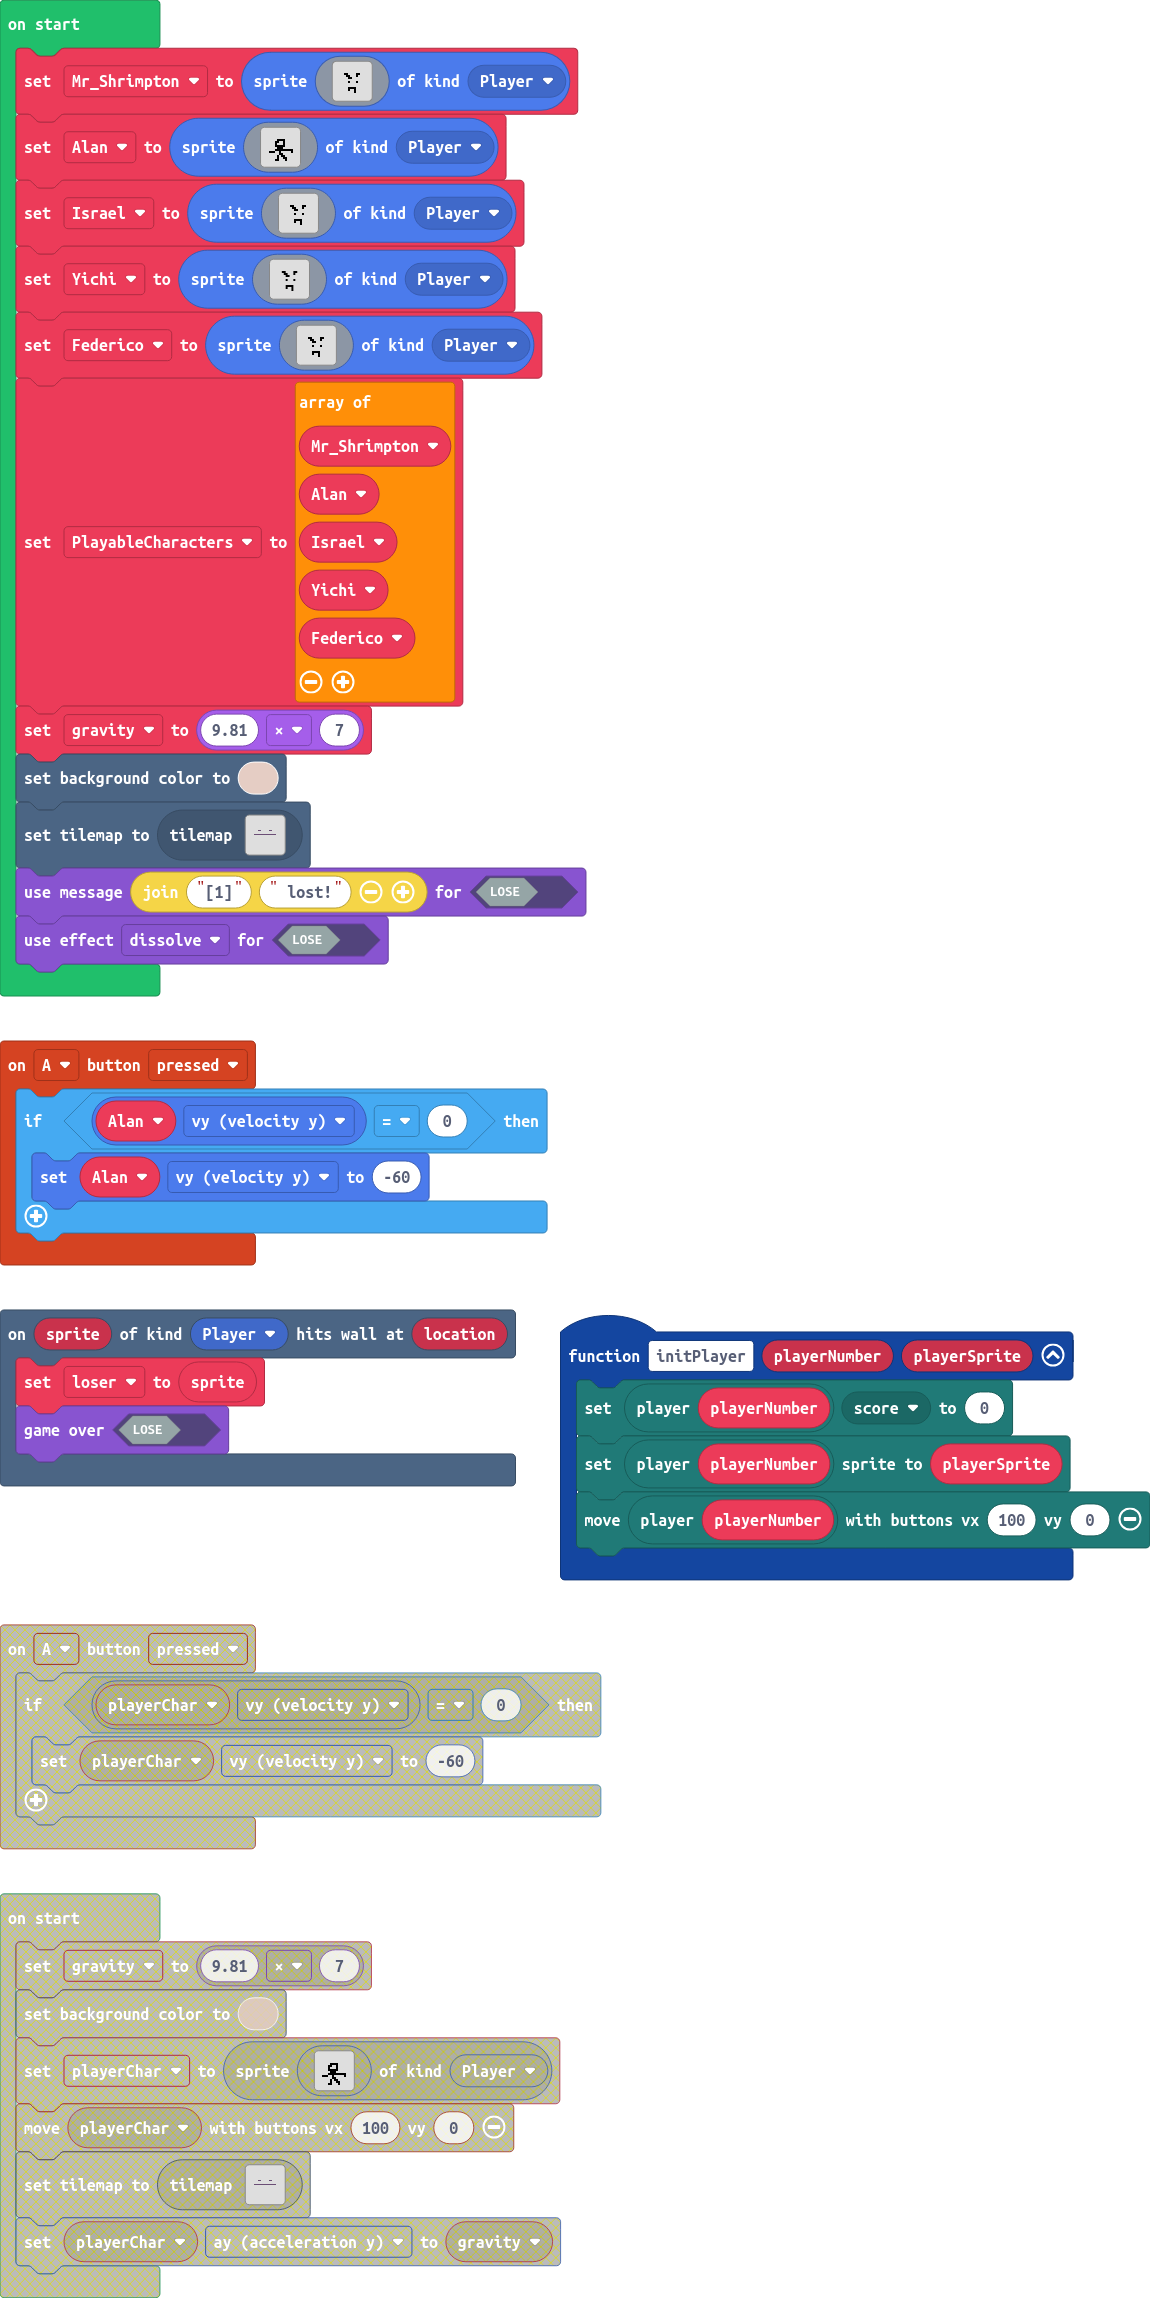 on start
set Mr_Shrimpton to sprite of kind Player
set Alan to sprite of kind Player
set Israel to sprite of kind Player
set Yichi to sprite of kind Player
set Federico to sprite of kind Player
array of
Mr_Shrimpton
Alan
set PlayableCharacters to Israel
Yichi
Federico
set gravity to 9.81 × 7
set background color to
set tilemap to tilemap
use message join "[1]" " lost!" for LOSE
use effect dissolve for LOSE
on A button pressed
if Alan vy (velocity y) = 0 then
set Alan vy (velocity y) to -60
on sprite of kind Player hits wall at location
set loser to sprite
game over LOSE
function initPlayer playerNumber playerSprite
set player playerNumber score to 0
set player playerNumber sprite to playerSprite
move player playerNumber with buttons vx 100 vy 0
on A button pressed
if playerChar vy (velocity y) = 0 then
set playerChar vy (velocity y) to -60
on start
set gravity to 9.81 × 7
set background color to
set playerChar to sprite of kind Player
move playerChar with buttons vx 100 vy 0
set tilemap to tilemap
set playerChar ay (acceleration y) to gravity